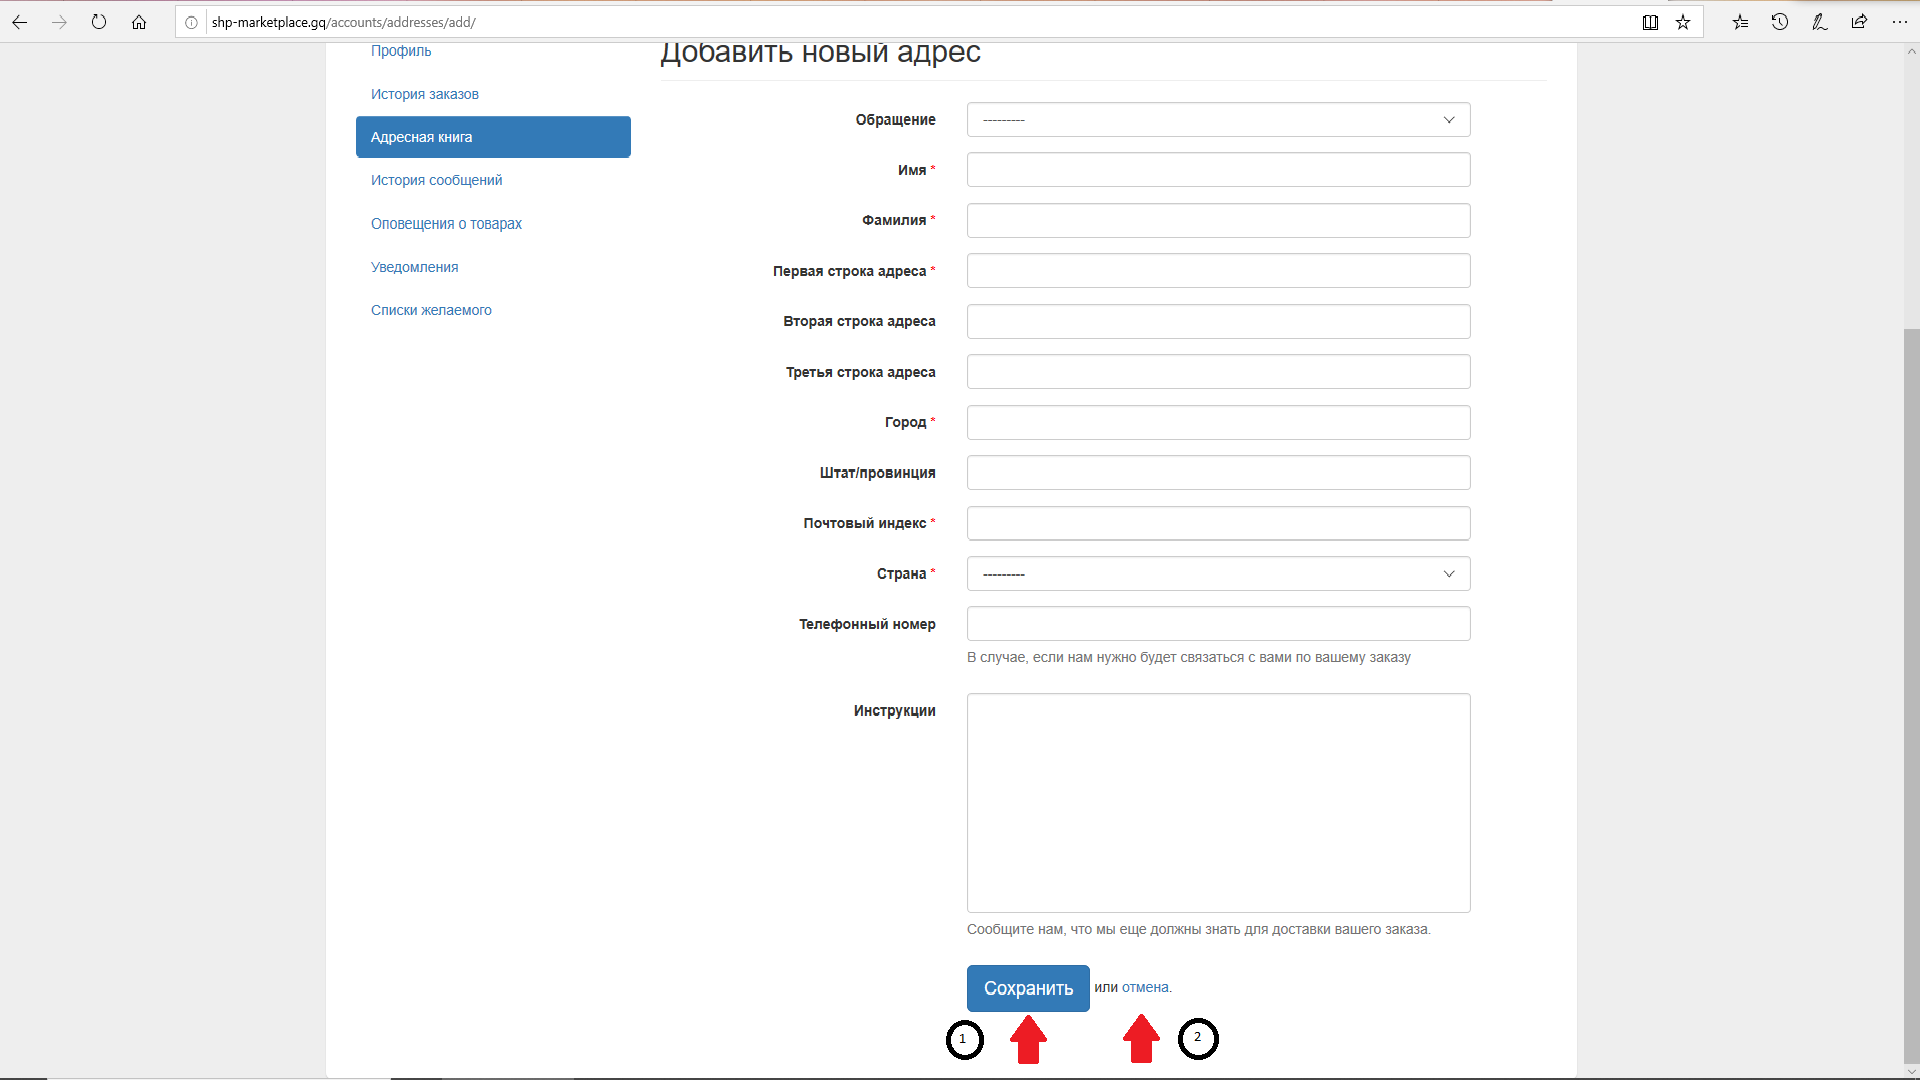 shp-marketplace.gq/accounts/addresses/add/
Профиль
История заказов
Адресная книга
История сообщений
Оповещения о товарах
Уведомления
Списки желаемого
Добавить новый адрес
Обращение ---------
Имя *
Фамилия *
Первая строка адреса *
Вторая строка адреса
Третья строка адреса
Город *
Штат/провинция
Почтовый индекс *
Страна * ---------
Телефонный номер
В случае, если нам нужно будет связаться с вами по вашему заказу
Инструкции
Сообщите нам, что мы еще должны знать для доставки вашего заказа.
Сохранить или отмена.
1 2